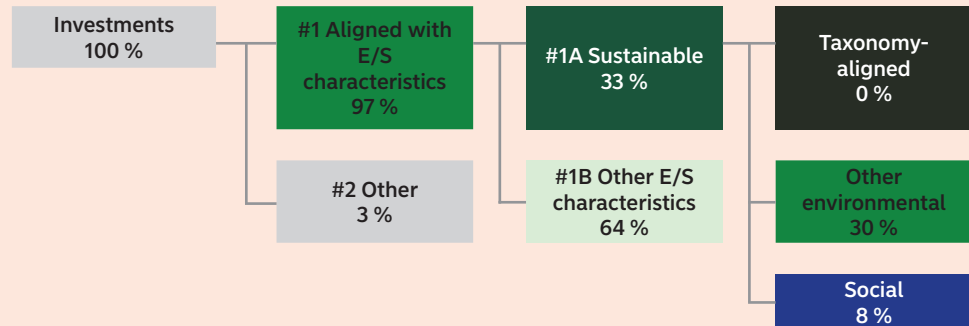 Investments
100 %
#1 Aligned with
E/S
characteristics
97 %
#2 Other
3 %
#1A Sustainable
33 %
#1B Other E/S
characteristics
64 %
Taxonomy-
aligned
0 %
Other
environmental
30 %
Social
8 %